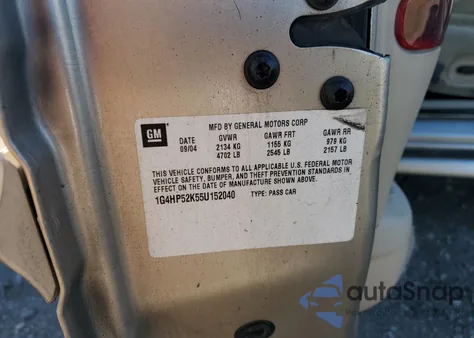 GM
MFD BY GENERAL MOTORS CORP
DATE GVWR GAWR FRT GAWR RR
09/04 2134 KG 1155 KG 979 KG
4702 LB 2545 LB 2157 LB
THIS VEHICLE CONFORMS TO ALL APPLICABLE U.S. FEDERAL MOTOR
VEHICLE SAFETY, BUMPER, AND THEFT PREVENTION STANDARDS IN
EFFECT ON THE DATE OF MANUFACTURE SHOWN ABOVE.
1G4HP52K55U152040 TYPE: PASS CAR
autoSnap